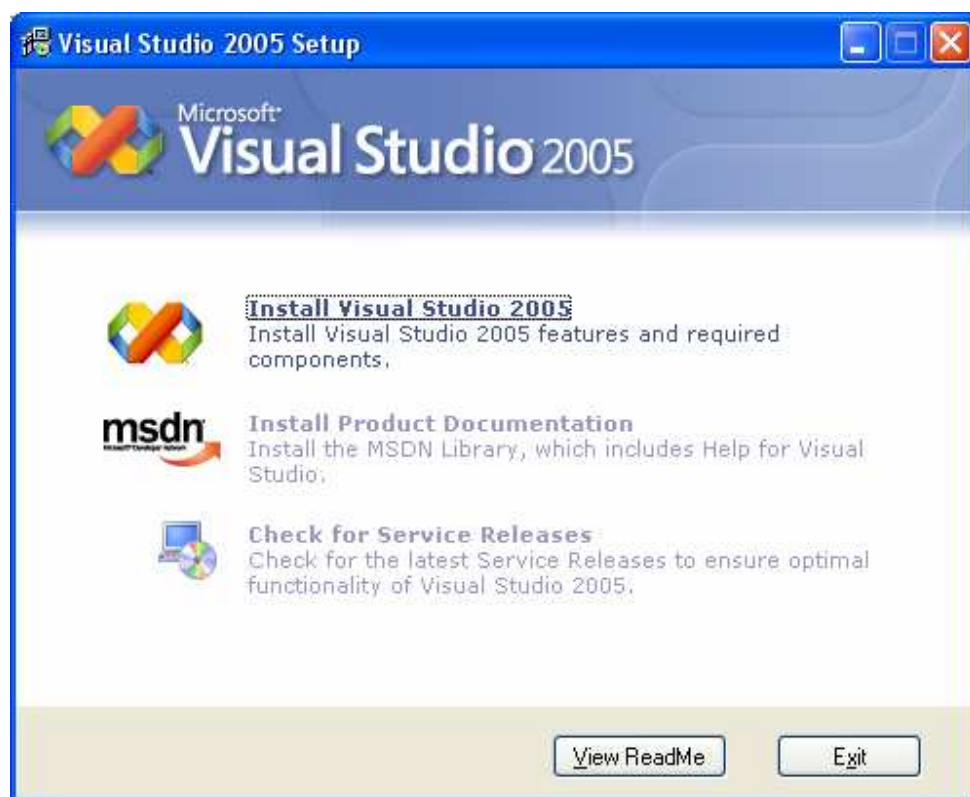 Visual Studio 2005 Setup
Microsoft
Visual Studio 2005
Install Visual Studio 2005
Install Visual Studio 2005 features and required
components.
msdn
Install Product Documentation
Install the MSDN Library, which includes Help for Visual
Studio.
Check for Service Releases
Check for the latest Service Releases to ensure optimal
functionality of Visual Studio 2005.
View ReadMe
Exit